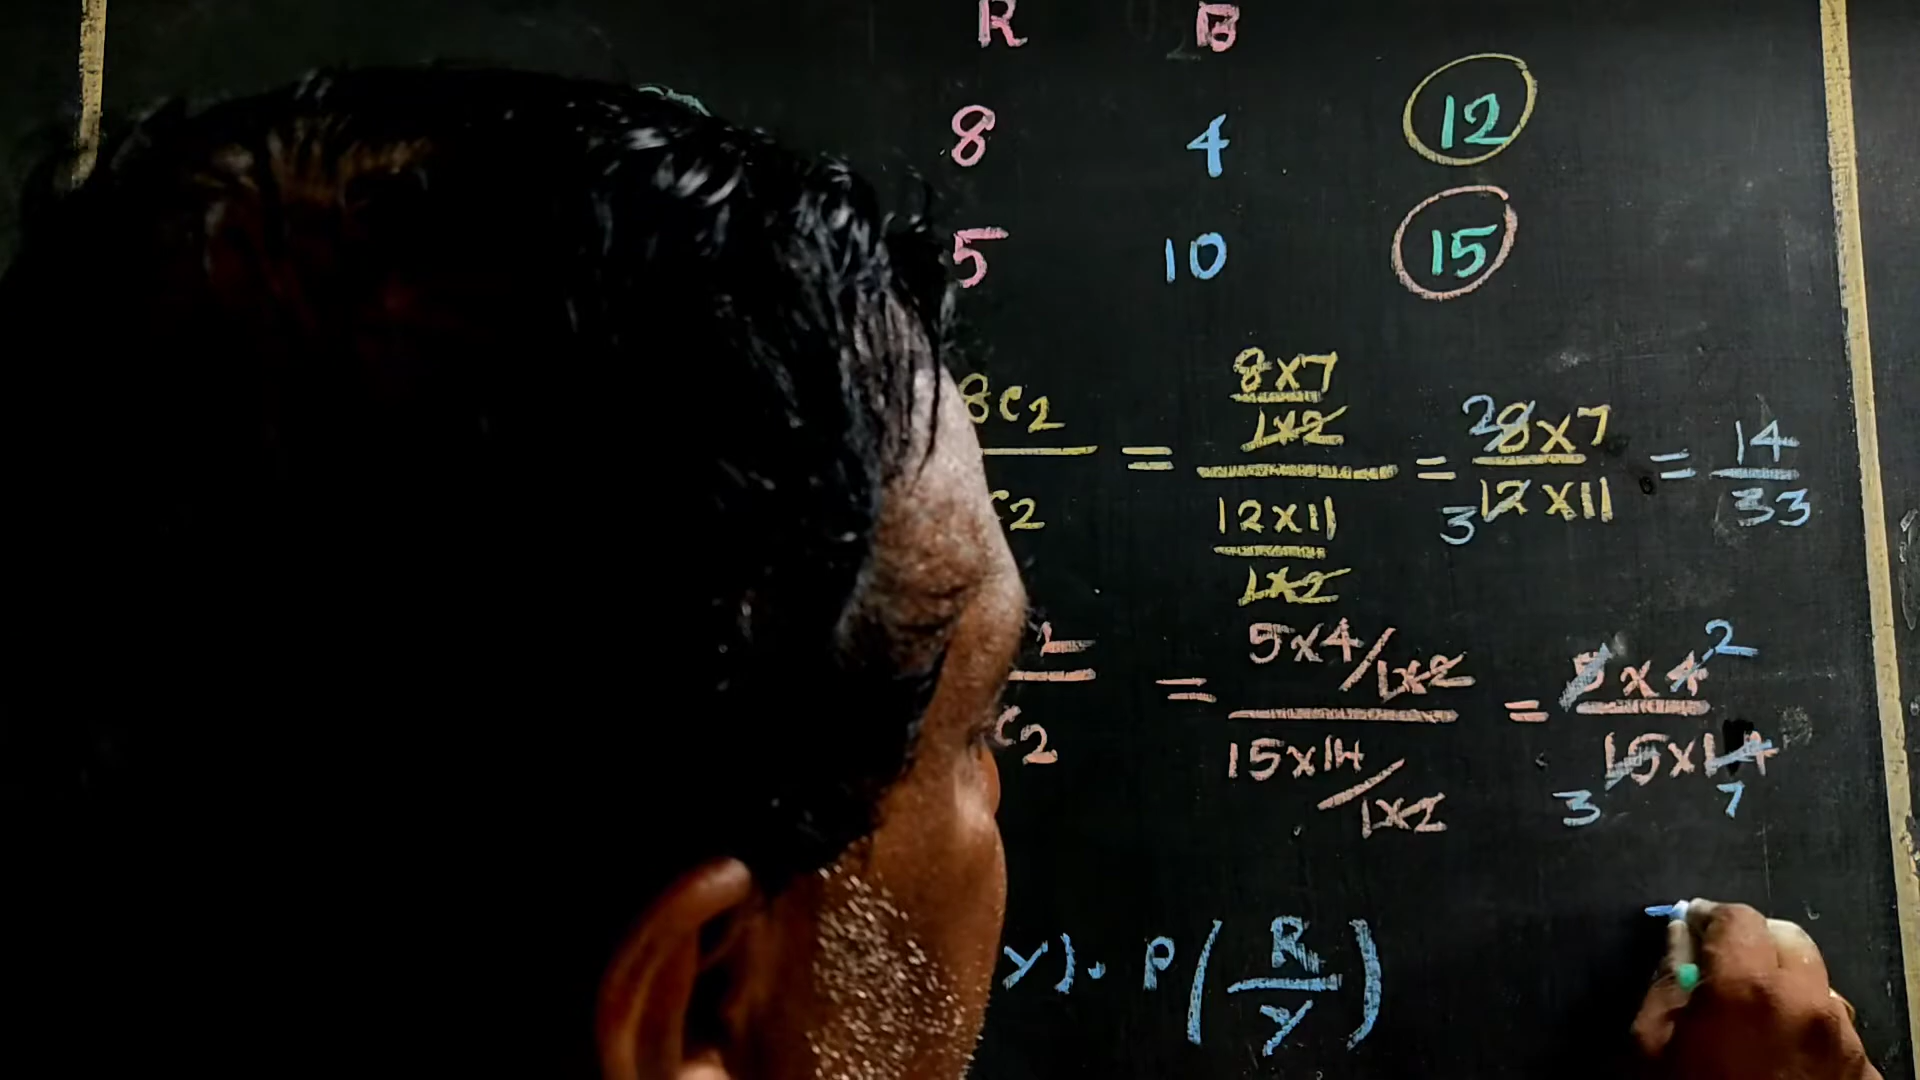 R B
8 4 12
5 10 15
8C2 / C2 = 8x7/1x2 / 12x11/1x2 = 28x7 / 3 12x11 = 14/33
2 / C2 = 5x4/1x2 / 15x14/1x2 = 5x4 2 / 15x14 3 7
Y). P(R/Y)